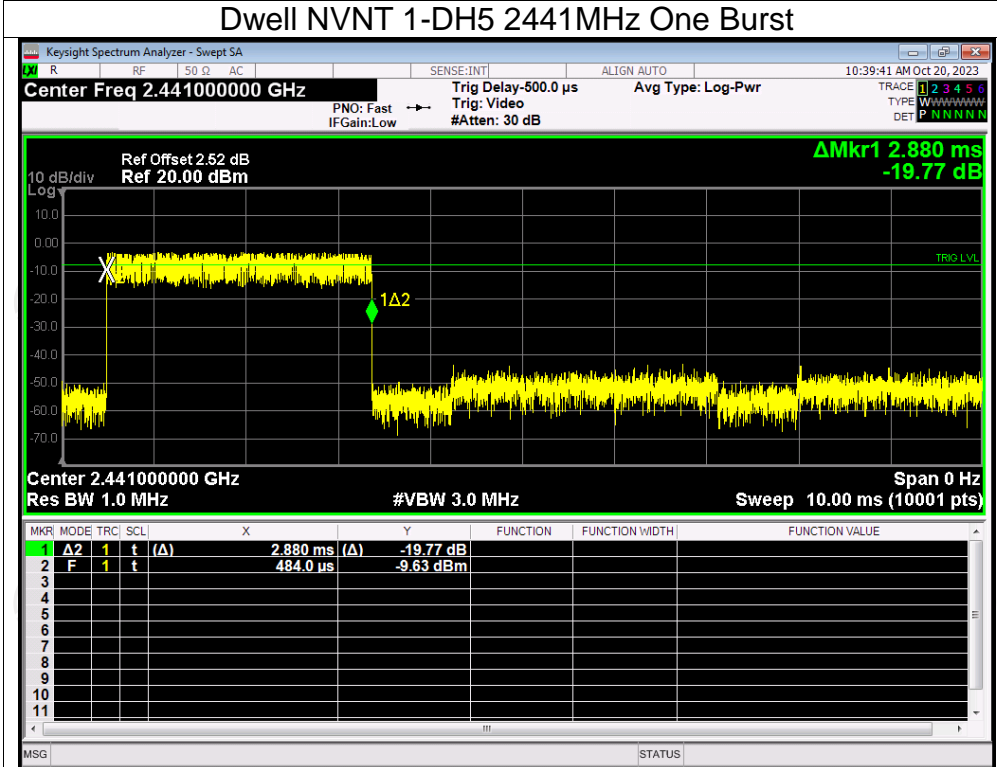 Dwell NVNT 1-DH5 2441MHz One Burst
Keysight Spectrum Analyzer - Swept SA
LXI R RF 50 Ω AC SENSE:INT ALIGN AUTO 10:39:41 AM Oct 20, 2023
Center Freq 2.441000000 GHz Trig Delay-500.0 µs Avg Type: Log-Pwr TRACE 1 2 3 4 5 6
PNO: Fast Trig: Video TYPE WWWWWW
IFGain:Low #Atten: 30 dB DET P N N N N N
ΔMkr1 2.880 ms
-19.77 dB
Ref Offset 2.52 dB
10 dB/div Ref 20.00 dBm
Log
10.0
0.00
TRIG LVL
-10.0
-20.0
1Δ2
-30.0
-40.0
-50.0
-60.0
-70.0
Center 2.441000000 GHz Span 0 Hz
Res BW 1.0 MHz #VBW 3.0 MHz Sweep 10.00 ms (10001 pts)
MKR MODE TRC SCL X Y FUNCTION FUNCTION WIDTH FUNCTION VALUE
1 Δ2 1 t (Δ) 2.880 ms (Δ) -19.77 dB
2 F 1 t 484.0 µs -9.63 dBm
3
4
5
6
7
8
9
10
11
MSG STATUS